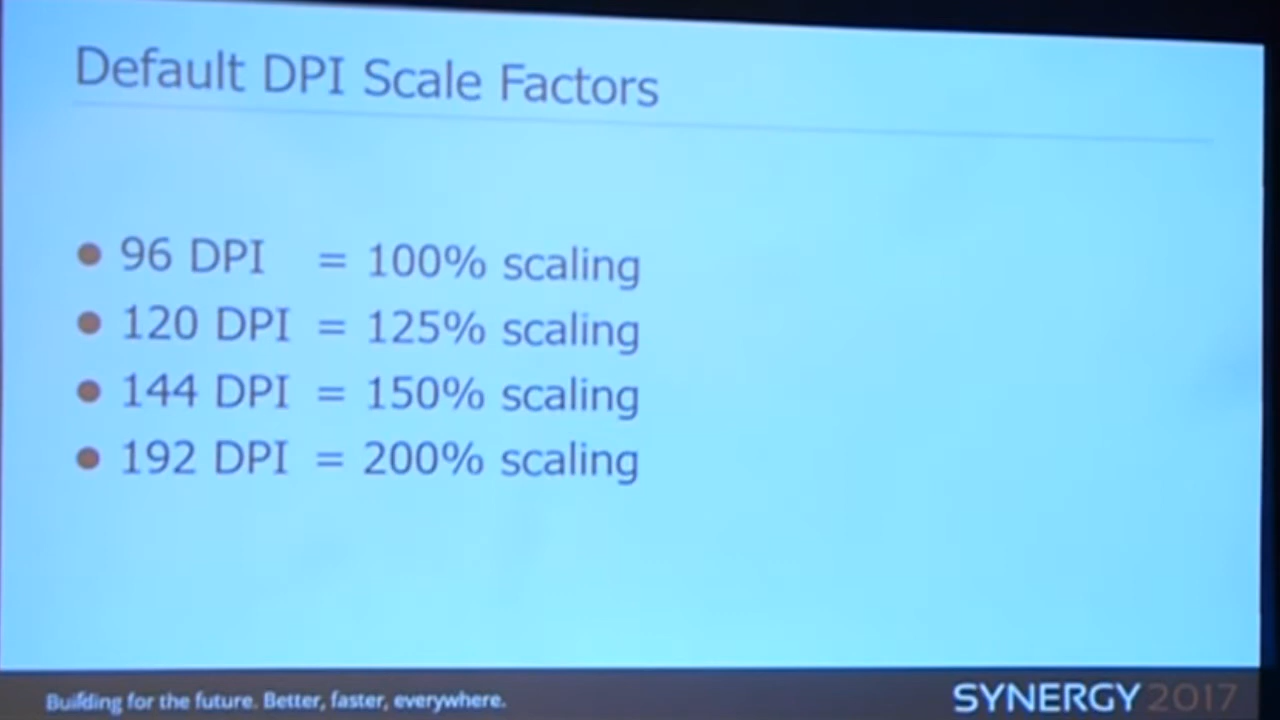 Default DPI Scale Factors
● 96 DPI = 100% scaling
● 120 DPI = 125% scaling
● 144 DPI = 150% scaling
● 192 DPI = 200% scaling
Building for the future. Better, faster, everywhere.
SYNERGY 2017